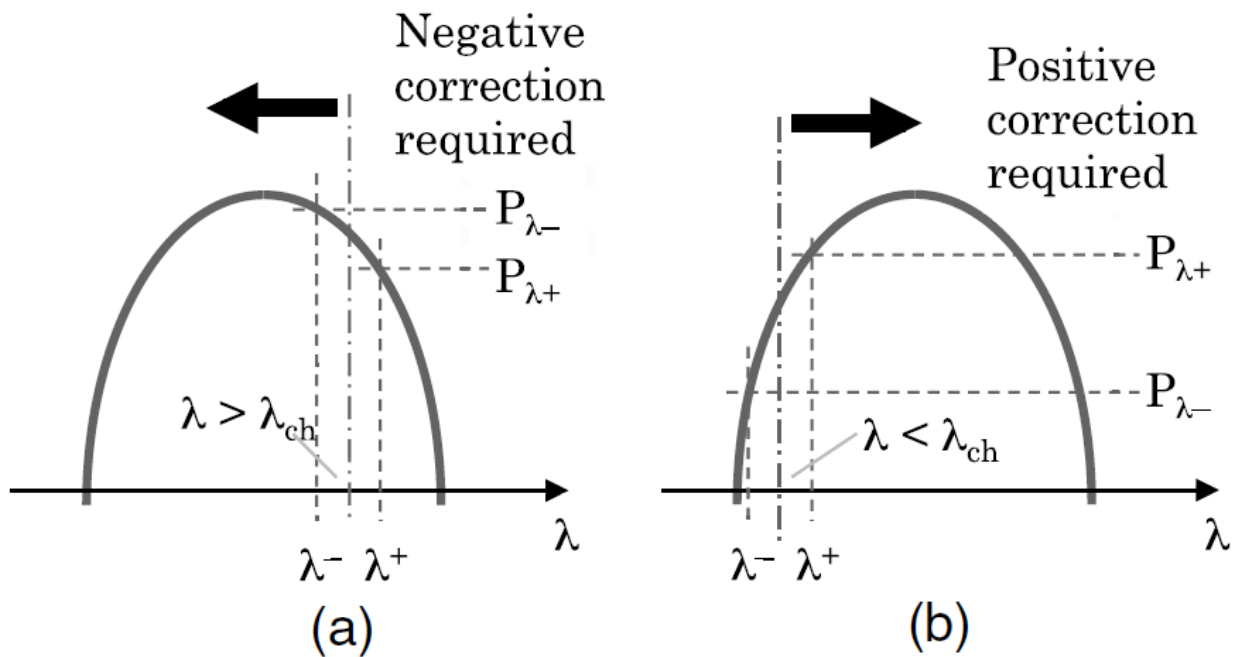 Negative
correction
required
P_λ−
P_λ+
λ > λ_ch
λ
λ⁻ λ⁺
(a)
Positive
correction
required
P_λ+
P_λ−
λ < λ_ch
λ
λ⁻ λ⁺
(b)